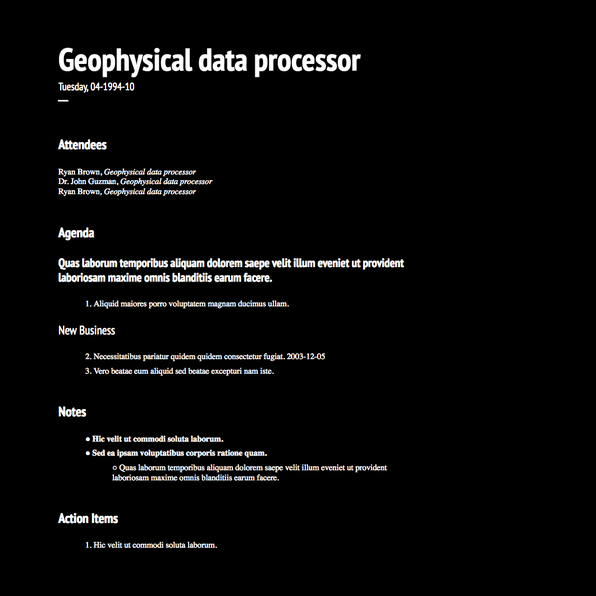 Geophysical data processor
Tuesday, 04-1994-10
—
Attendees
Ryan Brown, Geophysical data processor
Dr. John Guzman, Geophysical data processor
Ryan Brown, Geophysical data processor
Agenda
Quas laborum temporibus aliquam dolorem saepe velit illum eveniet ut provident
laboriosam maxime omnis blanditiis earum facere.
1. Aliquid maiores porro voluptatem magnam ducimus ullam.
New Business
2. Necessitatibus pariatur quidem quidem consectetur fugiat. 2003-12-05
3. Vero beatae eum aliquid sed beatae excepturi nam iste.
Notes
● Hic velit ut commodi soluta laborum.
● Sed ea ipsam voluptatibus corporis ratione quam.
○ Quas laborum temporibus aliquam dolorem saepe velit illum eveniet ut provident
laboriosam maxime omnis blanditiis earum facere.
Action Items
1. Hic velit ut commodi soluta laborum.